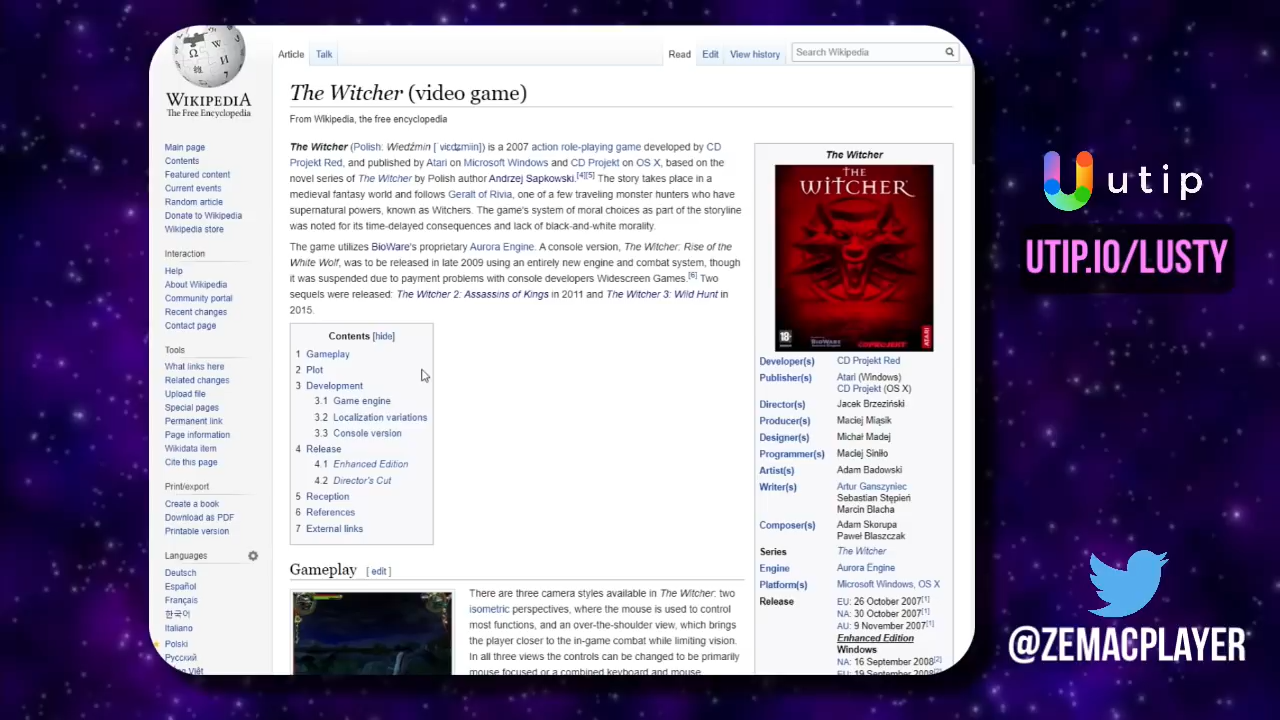 WIKIPEDIA
The Free Encyclopedia
Main page
Contents
Featured content
Current events
Random article
Donate to Wikipedia
Wikipedia store
Interaction
Help
About Wikipedia
Community portal
Recent changes
Contact page
Tools
What links here
Related changes
Upload file
Special pages
Permanent link
Page information
Wikidata item
Cite this page
Print/export
Create a book
Download as PDF
Printable version
Languages
Deutsch
Español
Français
한국어
Italiano
Polski
Русский
Article Talk
Read Edit View history Search Wikipedia
The Witcher (video game)
From Wikipedia, the free encyclopedia
The Witcher (Polish: Wiedźmin [ˈvʲɛd͡ʑmin]) is a 2007 action role-playing game developed by CD
Projekt Red, and published by Atari on Microsoft Windows and CD Projekt on OS X, based on the
novel series of The Witcher by Polish author Andrzej Sapkowski.[4][5] The story takes place in a
medieval fantasy world and follows Geralt of Rivia, one of a few traveling monster hunters who have
supernatural powers, known as Witchers. The game's system of moral choices as part of the storyline
was noted for its time-delayed consequences and lack of black-and-white morality.
The game utilizes BioWare's proprietary Aurora Engine. A console version, The Witcher: Rise of the
White Wolf, was to be released in late 2009 using an entirely new engine and combat system, though
it was suspended due to payment problems with console developers Widescreen Games.[6] Two
sequels were released: The Witcher 2: Assassins of Kings in 2011 and The Witcher 3: Wild Hunt in
2015.
Contents [hide]
1 Gameplay
2 Plot
3 Development
3.1 Game engine
3.2 Localization variations
3.3 Console version
4 Release
4.1 Enhanced Edition
4.2 Director's Cut
5 Reception
6 References
7 External links
Gameplay [ edit ]
There are three camera styles available in The Witcher: two
isometric perspectives, where the mouse is used to control
most functions, and an over-the-shoulder view, which brings
the player closer to the in-game combat while limiting vision.
In all three views the controls can be changed to be primarily
mouse focused or a combined keyboard and mouse
The Witcher
THE
WITCHER
18+
BIOWARE
CD PROJEKT
ATARI
Developer(s) CD Projekt Red
Publisher(s) Atari (Windows)
CD Projekt (OS X)
Director(s) Jacek Brzeziński
Producer(s) Maciej Miąsik
Designer(s) Michał Madej
Programmer(s) Maciej Siniło
Artist(s) Adam Badowski
Writer(s) Artur Ganszyniec
Sebastian Stępień
Marcin Blacha
Composer(s) Adam Skorupa
Paweł Błaszczak
Series The Witcher
Engine Aurora Engine
Platform(s) Microsoft Windows, OS X
Release EU: 26 October 2007[1]
NA: 30 October 2007[1]
AU: 9 November 2007[1]
Enhanced Edition
Windows
NA: 16 September 2008[2]
EU: 19 September 2008
utip
UTIP.IO/LUSTY
@ZEMACPLAYER